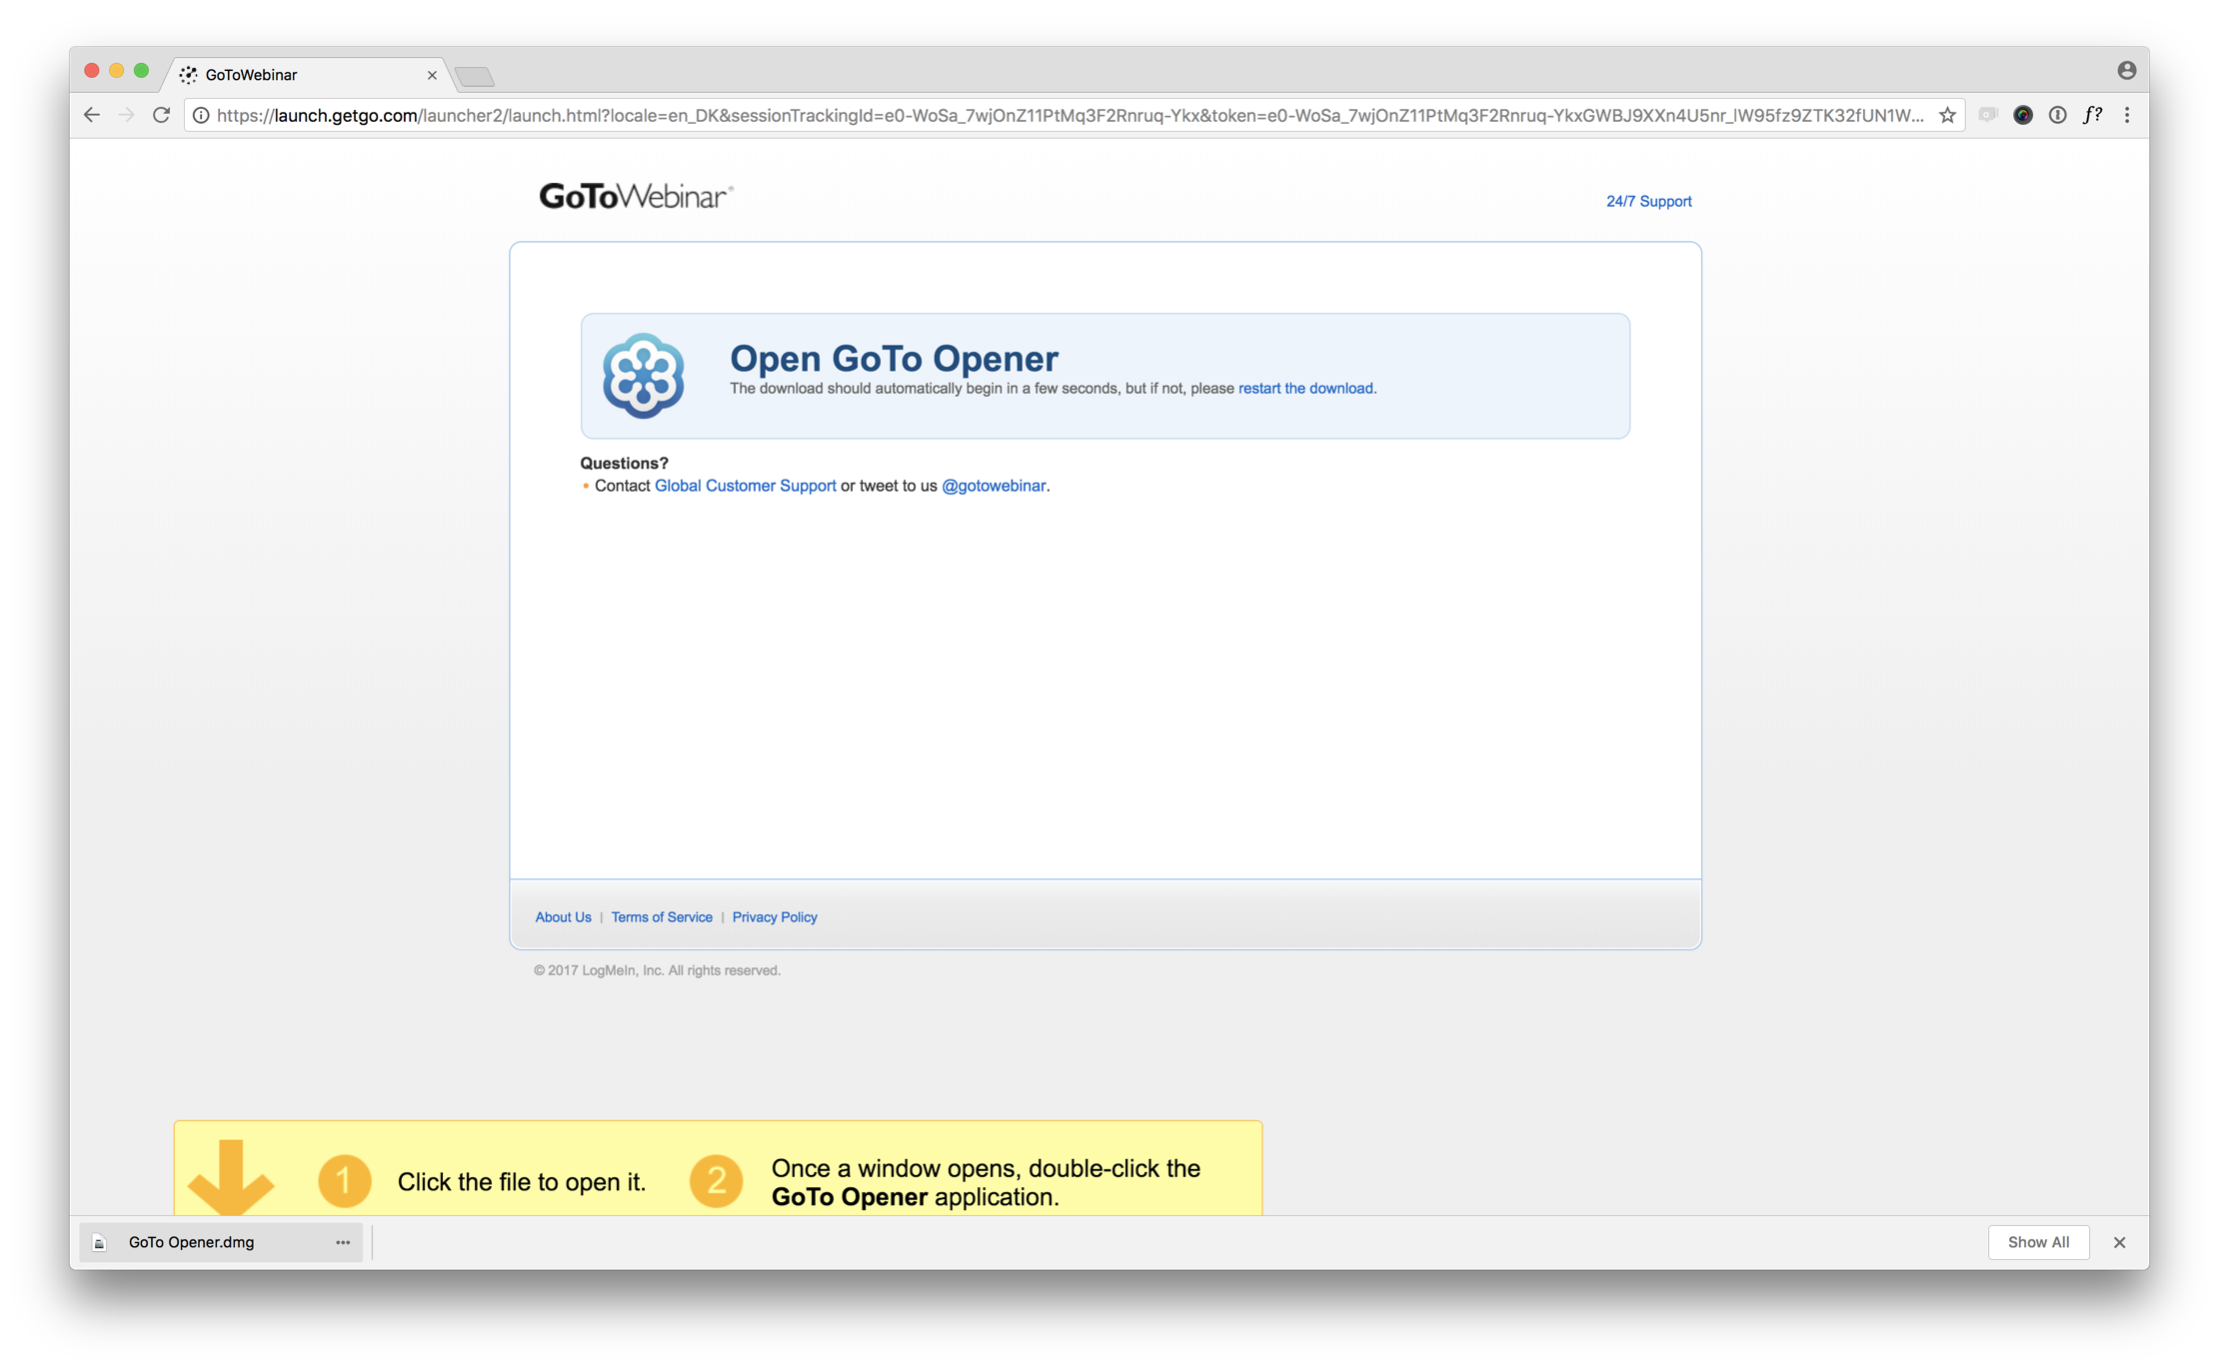 GoToWebinar
https://launch.getgo.com/launcher2/launch.html?locale=en_DK&sessionTrackingId=e0-WoSa_7wjOnZ11PtMq3F2Rnruq-Ykx&token=e0-WoSa_7wjOnZ11PtMq3F2Rnruq-YkxGWBJ9XXn4U5nr_lW95fz9ZTK32fUN1W...
f?
GoToWebinar®
24/7 Support
Open GoTo Opener
The download should automatically begin in a few seconds, but if not, please restart the download.
Questions?
• Contact Global Customer Support or tweet to us @gotowebinar.
About Us | Terms of Service | Privacy Policy
© 2017 LogMeIn, Inc. All rights reserved.
1 Click the file to open it.
2 Once a window opens, double-click the
GoTo Opener application.
GoTo Opener.dmg
Show All